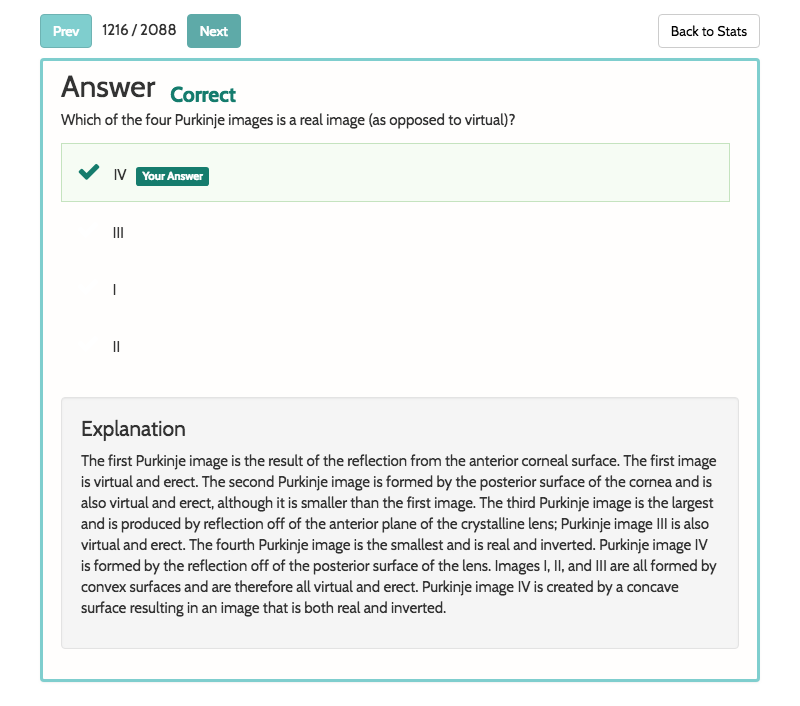 Prev 1216 / 2088 Next Back to Stats
Answer Correct
Which of the four Purkinje images is a real image (as opposed to virtual)?
IV Your Answer
III
I
II
Explanation
The first Purkinje image is the result of the reflection from the anterior corneal surface. The first image
is virtual and erect. The second Purkinje image is formed by the posterior surface of the cornea and is
also virtual and erect, although it is smaller than the first image. The third Purkinje image is the largest
and is produced by reflection off of the anterior plane of the crystalline lens; Purkinje image III is also
virtual and erect. The fourth Purkinje image is the smallest and is real and inverted. Purkinje image IV
is formed by the reflection off of the posterior surface of the lens. Images I, II, and III are all formed by
convex surfaces and are therefore all virtual and erect. Purkinje image IV is created by a concave
surface resulting in an image that is both real and inverted.